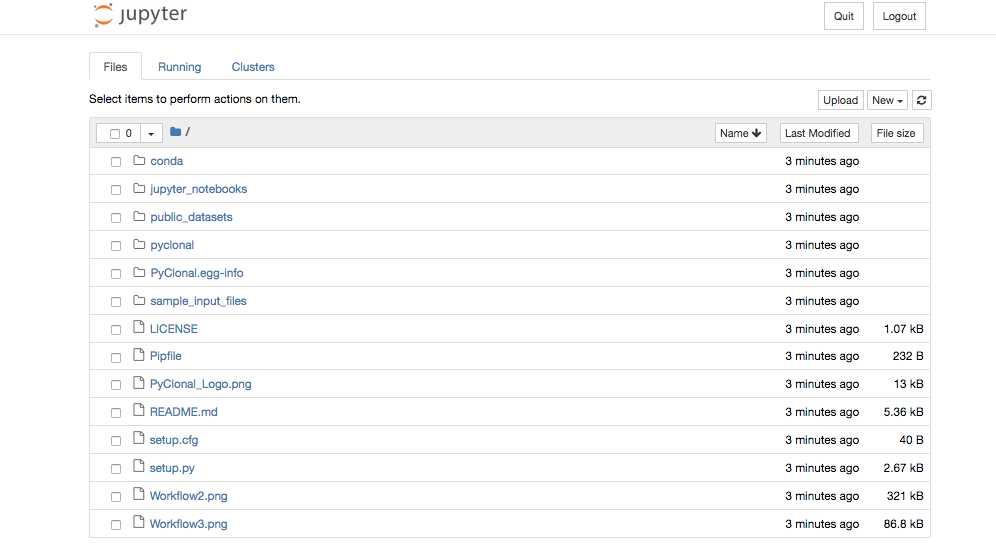 jupyter Quit Logout
Files Running Clusters
Select items to perform actions on them. Upload New
0 / Name Last Modified File size
conda 3 minutes ago
jupyter_notebooks 3 minutes ago
public_datasets 3 minutes ago
pyclonal 3 minutes ago
PyClonal.egg-info 3 minutes ago
sample_input_files 3 minutes ago
LICENSE 3 minutes ago 1.07 kB
Pipfile 3 minutes ago 232 B
PyClonal_Logo.png 3 minutes ago 13 kB
README.md 3 minutes ago 5.36 kB
setup.cfg 3 minutes ago 40 B
setup.py 3 minutes ago 2.67 kB
Workflow2.png 3 minutes ago 321 kB
Workflow3.png 3 minutes ago 86.8 kB